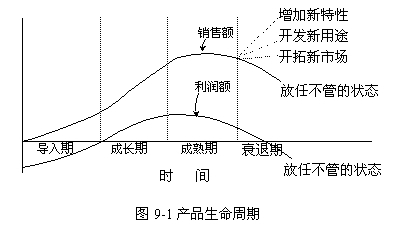 增加新特性
销售额
开发新用途
开拓新市场
利润额
放任不管的状态
导入期 成长期 成熟期 衰退期
放任不管的状态
时 间
图 9-1 产品生命周期